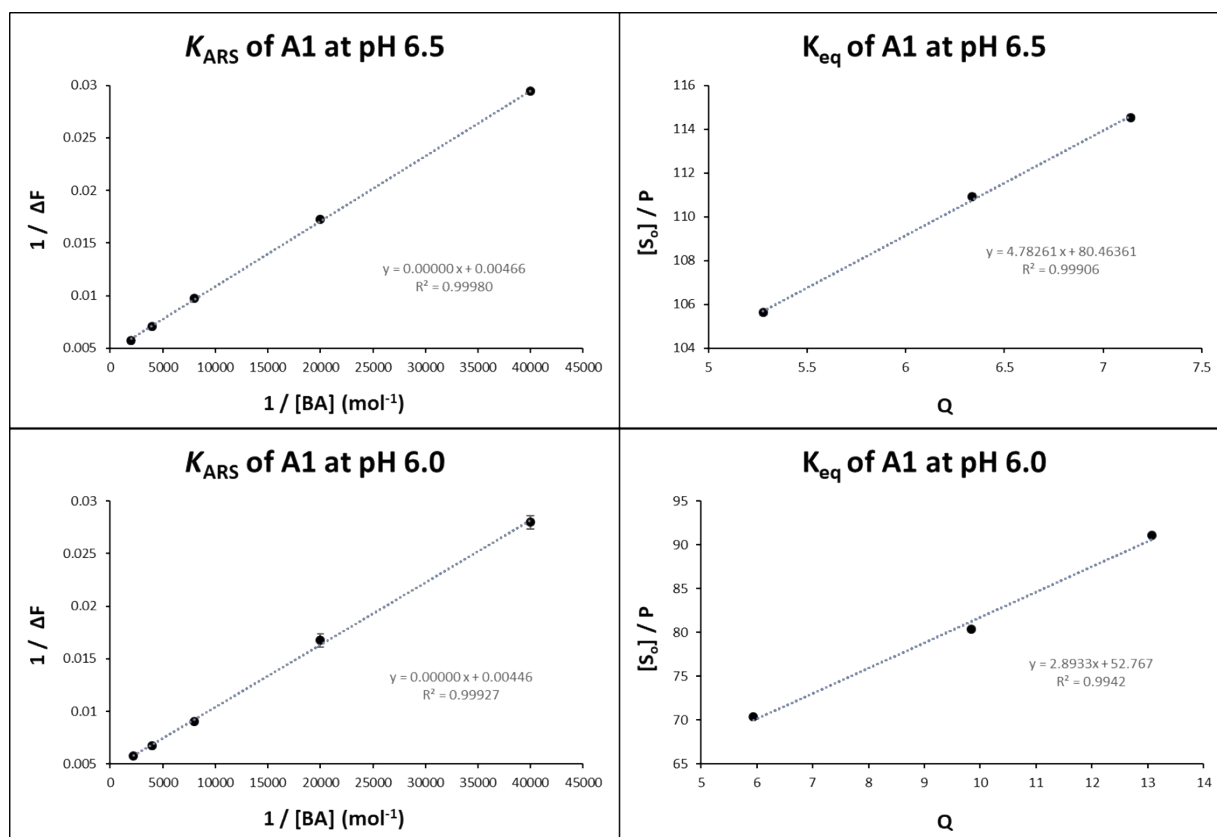 K_ARS of A1 at pH 6.5
0.03
0.025
0.02
0.015
0.01
0.005
1 / ΔF
y = 0.00000 x + 0.00466
R² = 0.99980
0 5000 10000 15000 20000 25000 30000 35000 40000 45000
1 / [BA] (mol⁻¹)
K_eq of A1 at pH 6.5
116
114
112
110
108
106
104
[S_o] / P
y = 4.78261 x + 80.46361
R² = 0.99906
5 5.5 6 6.5 7 7.5
Q
K_ARS of A1 at pH 6.0
0.03
0.025
0.02
0.015
0.01
0.005
1 / ΔF
y = 0.00000 x + 0.00446
R² = 0.99927
0 5000 10000 15000 20000 25000 30000 35000 40000 45000
1 / [BA] (mol⁻¹)
K_eq of A1 at pH 6.0
95
90
85
80
75
70
65
[S_o] / P
y = 2.8933x + 52.767
R² = 0.9942
5 6 7 8 9 10 11 12 13 14
Q